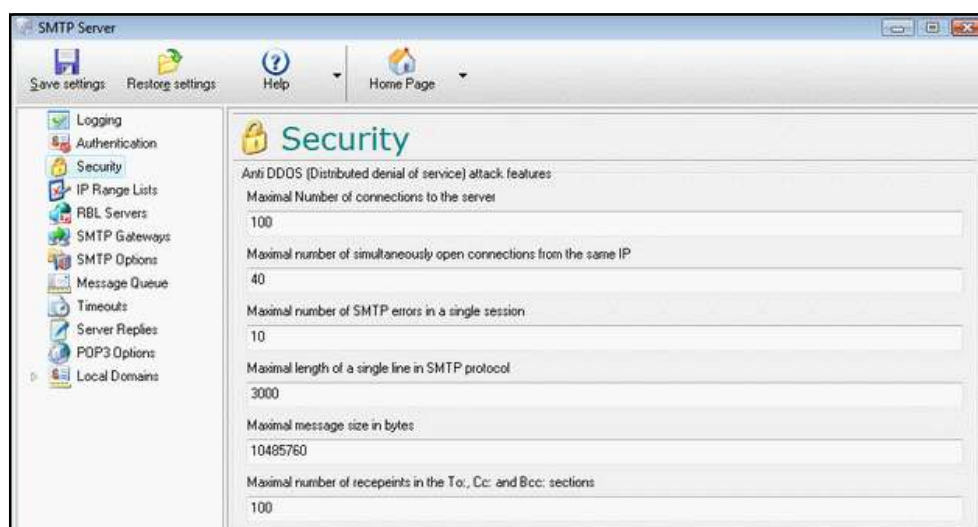 SMTP Server
Save settings Restore settings Help Home Page
Logging
Authentication
Security
IP Range Lists
RBL Servers
SMTP Gateways
SMTP Options
Message Queue
Timeouts
Server Replies
POP3 Options
Local Domains
Security
Anti DDOS (Distributed denial of service) attack features
Maximal Number of connections to the server
100
Maximal number of simultaneously open connections from the same IP
40
Maximal number of SMTP errors in a single session
10
Maximal length of a single line in SMTP protocol
3000
Maximal message size in bytes
10485760
Maximal number of recepeints in the To:, Cc: and Bcc: sections
100